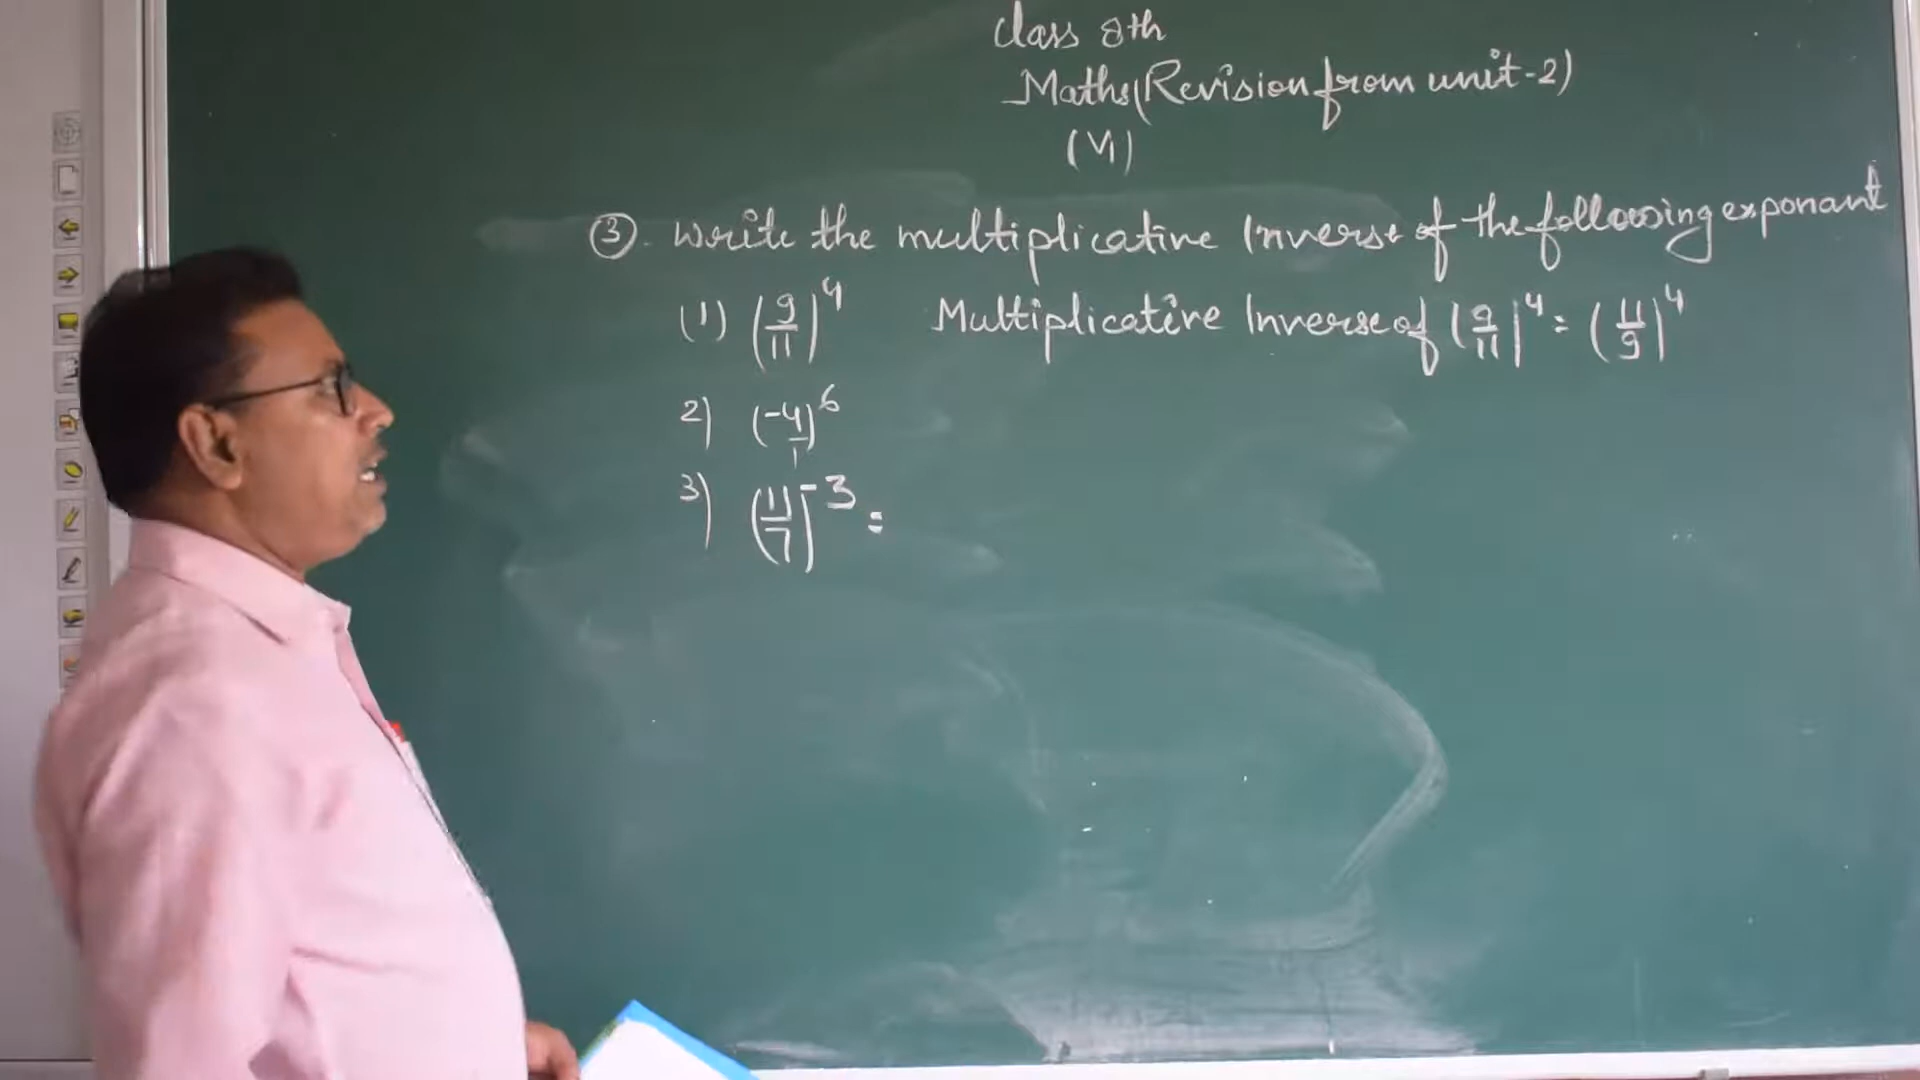 Class 8th
Maths (Revision from unit-2)
(VI)
③. Write the multiplicative Inverse of the following exponant
(1) (9/11)^4 Multiplicative Inverse of (9/11)^4 = (11/9)^4
2) (-4/1)^6
3) (11/7)^-3 =